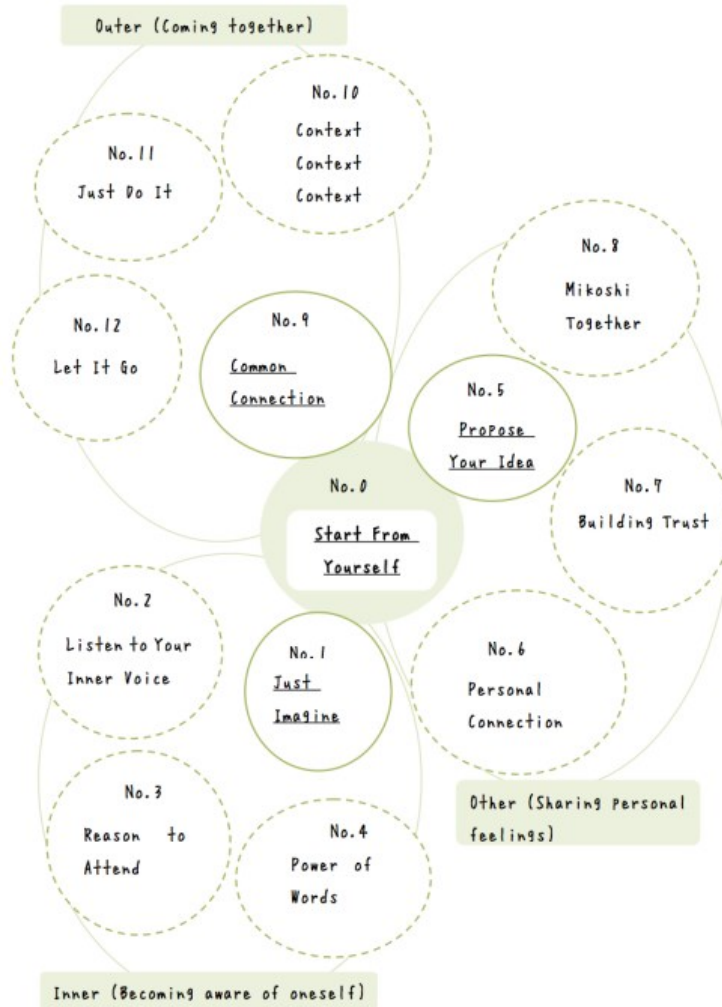 Outer (Coming together)
No.10
Context
Context
Context
No.11
Just Do It
No.12
Let It Go
No.9
Common
Connection
No.8
Mikoshi
Together
No.5
Propose
Your Idea
No.7
Building Trust
No.0
Start From
Yourself
No.6
Personal
Connection
No.2
Listen to Your
Inner Voice
No.1
Just
Imagine
No.3
Reason to
Attend
No.4
Power of
Words
Other (Sharing personal
feelings)
Inner (Becoming aware of oneself)